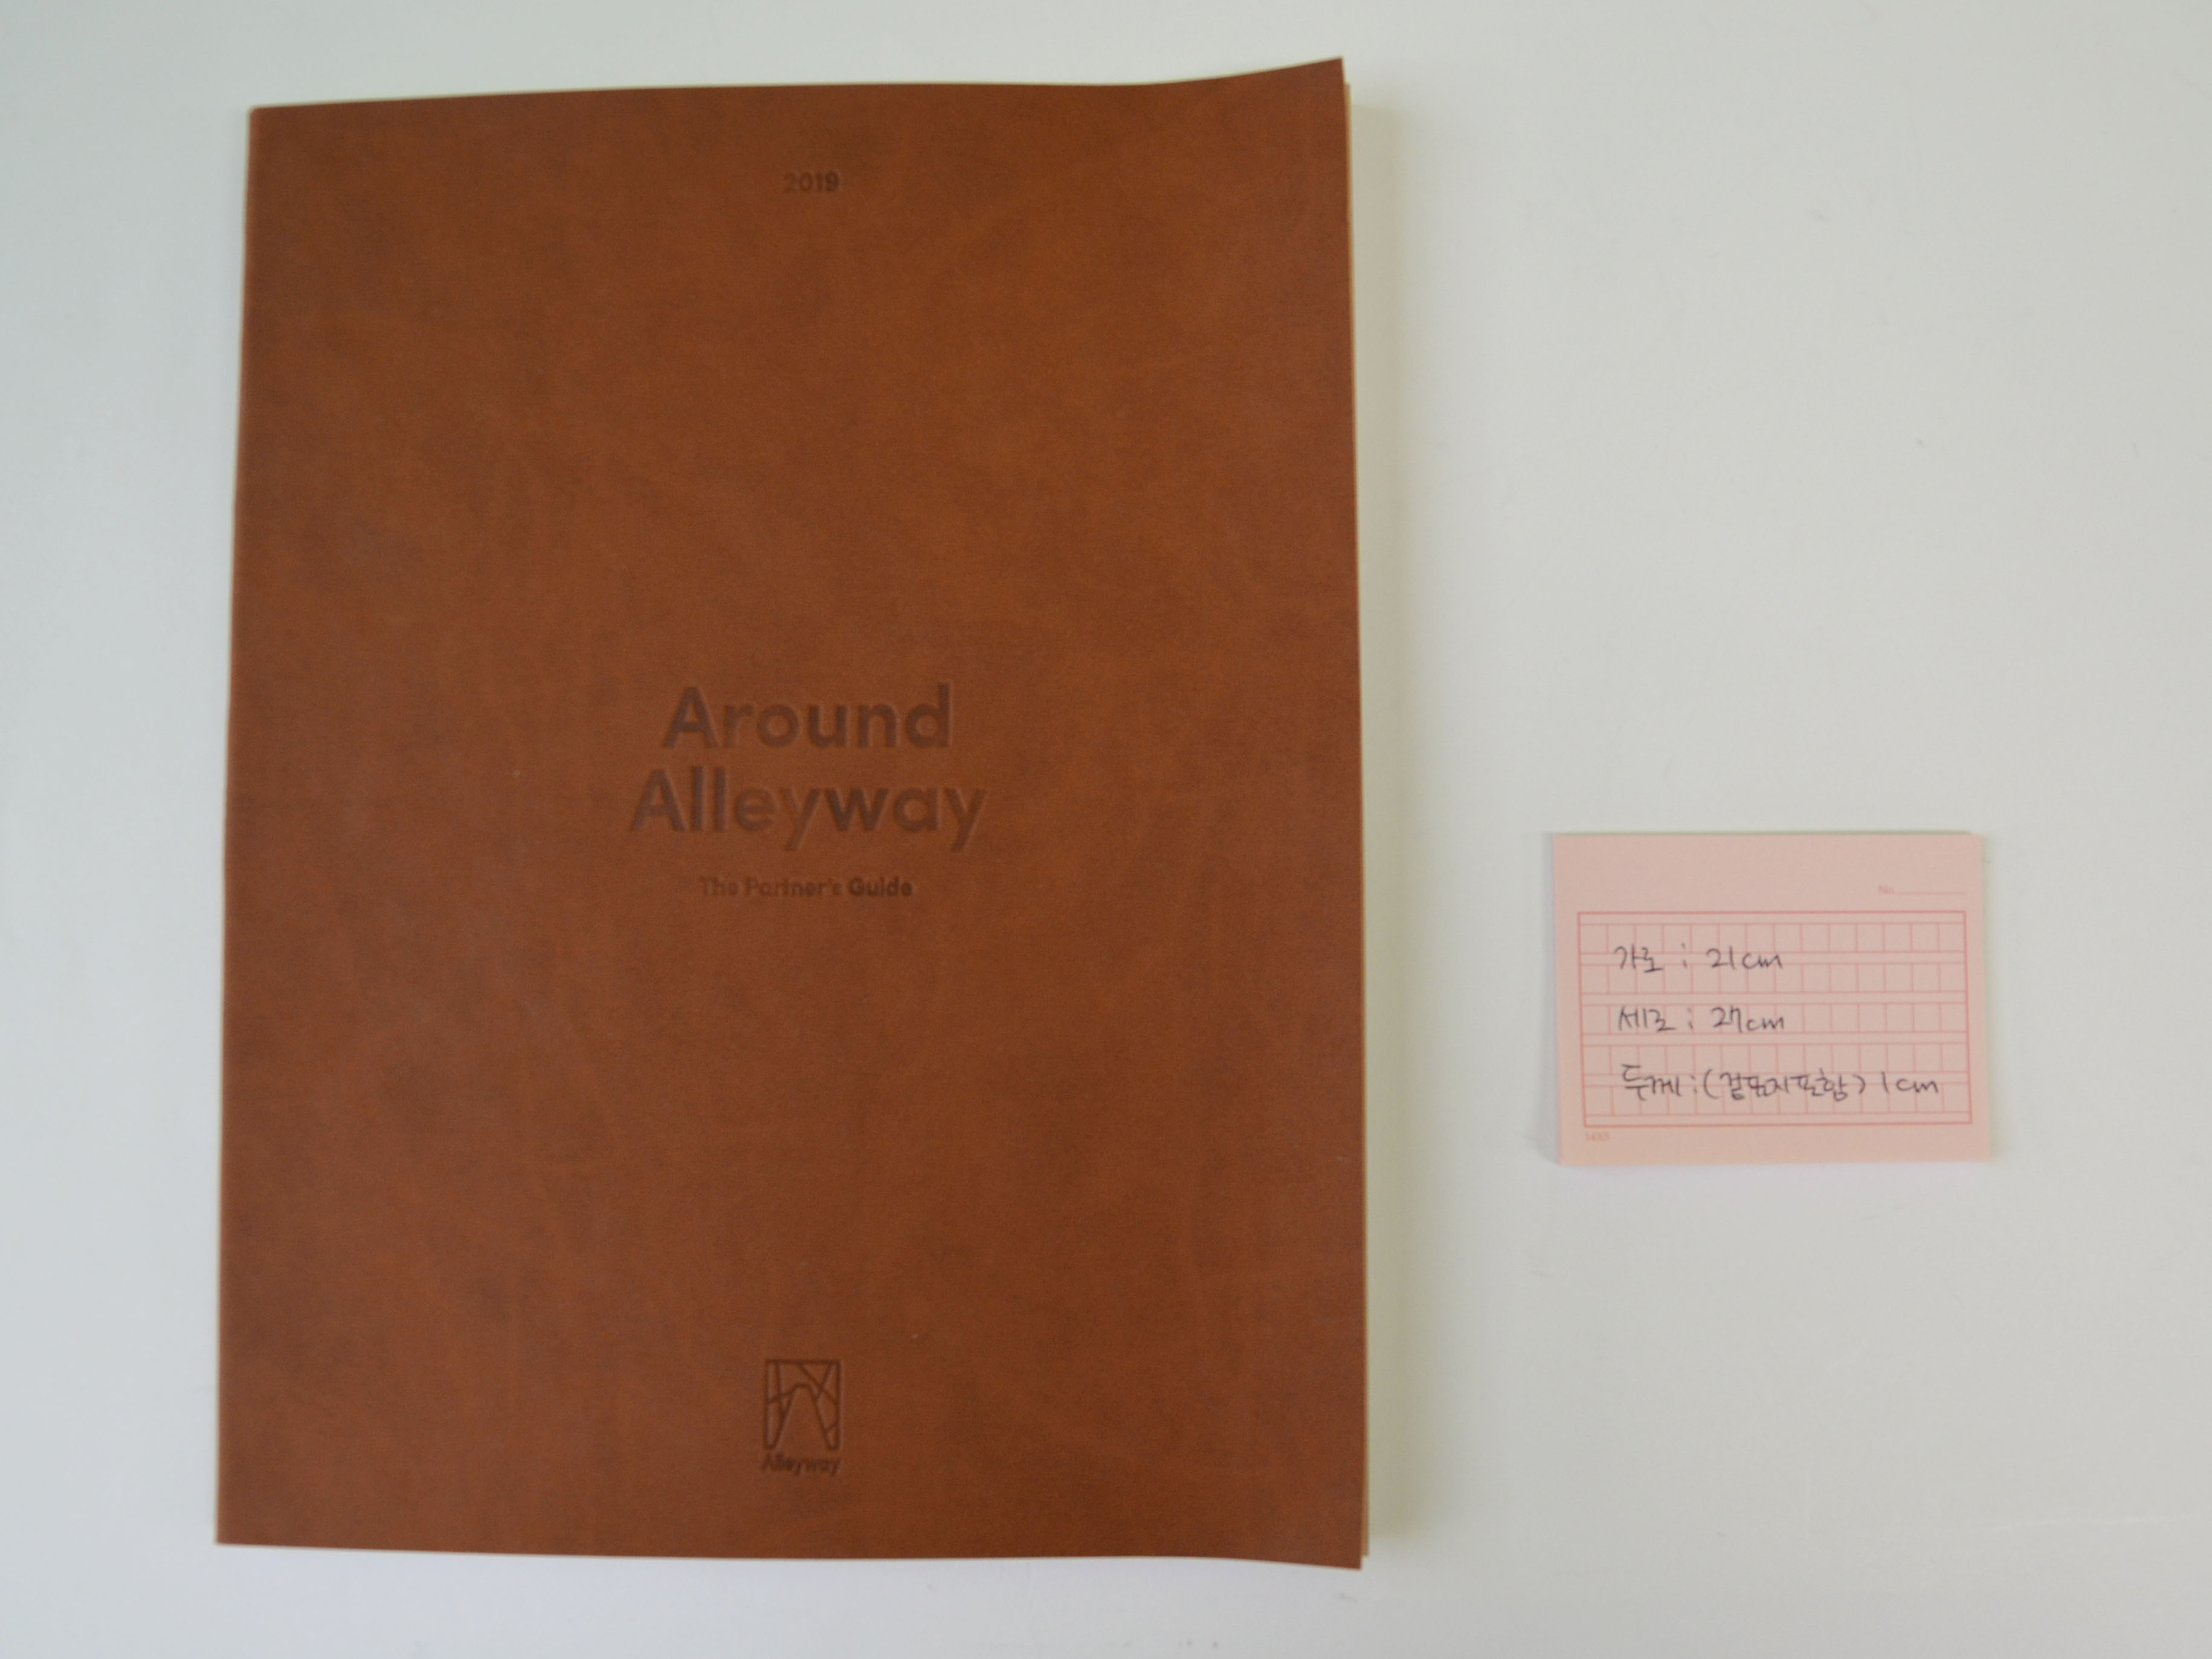 2019
Around
Alleyway
The Partner's Guide
Alleyway
No.
가로 : 21cm
세로 : 27cm
두께 : (겉표지포함) 1cm